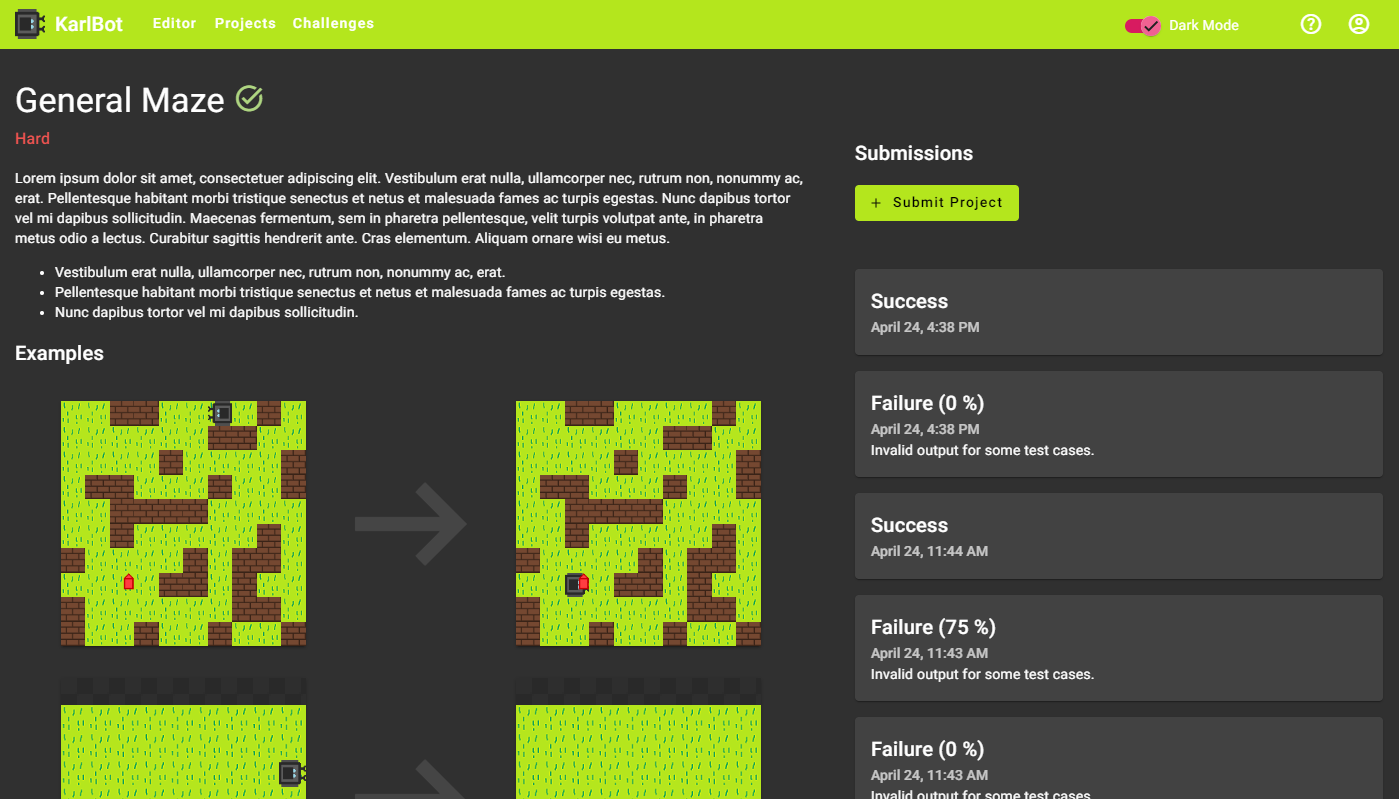 KarlBot
Editor Projects Challenges
Dark Mode
General Maze
Hard
Lorem ipsum dolor sit amet, consectetuer adipiscing elit. Vestibulum erat nulla, ullamcorper nec, rutrum non, nonummy ac,
erat. Pellentesque habitant morbi tristique senectus et netus et malesuada fames ac turpis egestas. Nunc dapibus tortor
vel mi dapibus sollicitudin. Maecenas fermentum, sem in pharetra pellentesque, velit turpis volutpat ante, in pharetra
metus odio a lectus. Curabitur sagittis hendrerit ante. Cras elementum. Aliquam ornare wisi eu metus.
• Vestibulum erat nulla, ullamcorper nec, rutrum non, nonummy ac, erat.
• Pellentesque habitant morbi tristique senectus et netus et malesuada fames ac turpis egestas.
• Nunc dapibus tortor vel mi dapibus sollicitudin.
Examples
Submissions
+ Submit Project
Success
April 24, 4:38 PM
Failure (0 %)
April 24, 4:38 PM
Invalid output for some test cases.
Success
April 24, 11:44 AM
Failure (75 %)
April 24, 11:43 AM
Invalid output for some test cases.
Failure (0 %)
April 24, 11:43 AM
Invalid output for some test cases.